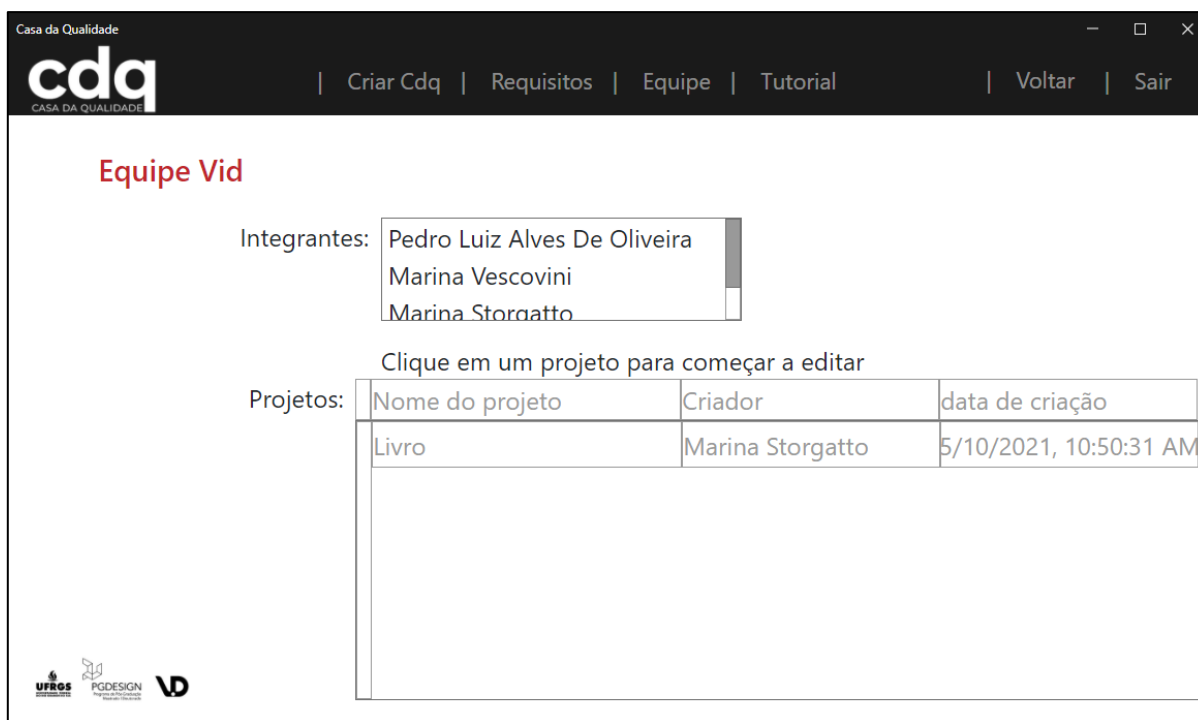 Casa da Qualidade
cdq
CASA DA QUALIDADE
| Criar Cdq | Requisitos | Equipe | Tutorial | Voltar | Sair
Equipe Vid
Integrantes:
Pedro Luiz Alves De Oliveira
Marina Vescovini
Marina Storgatto
Clique em um projeto para começar a editar
Projetos:
Nome do projeto Criador data de criação
Livro Marina Storgatto 5/10/2021, 10:50:31 AM
UFRGS
PGDESIGN
VD